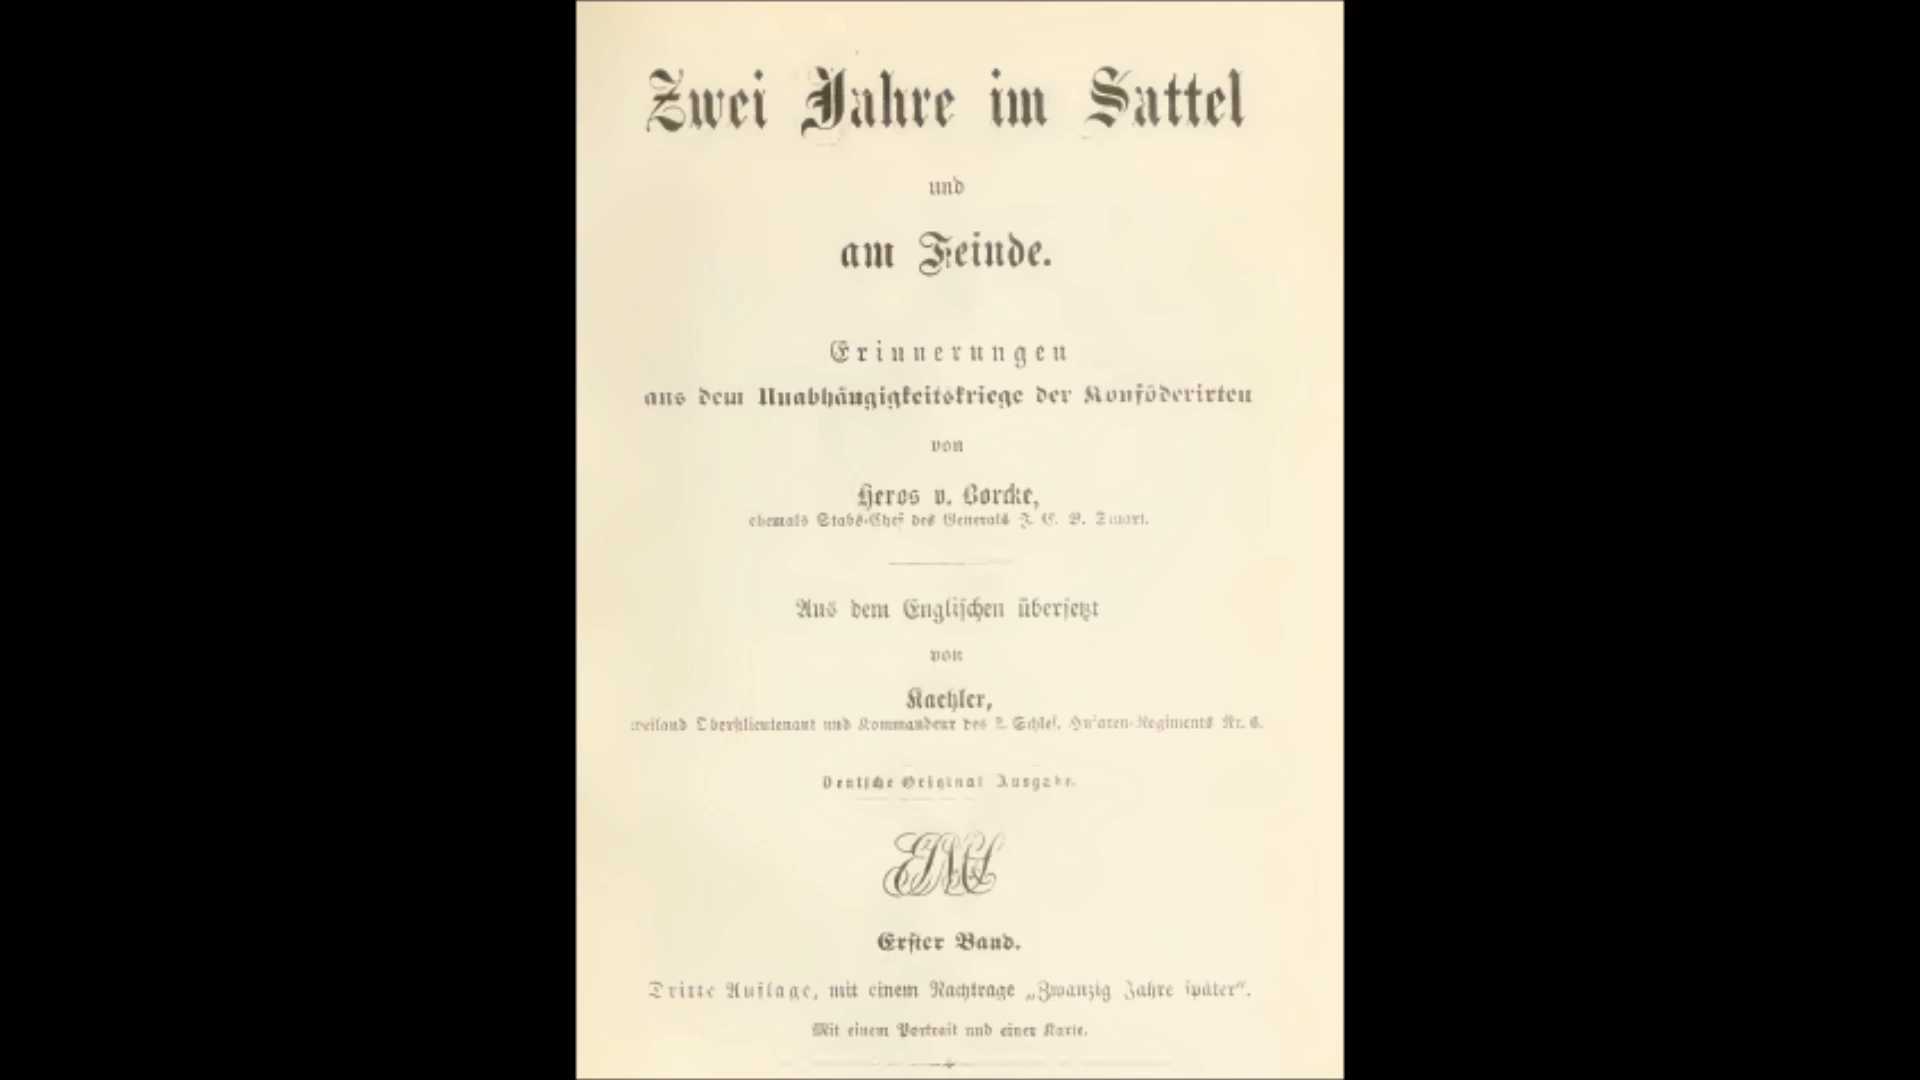 Zwei Jahre im Sattel
und
am Feinde.
Erinnerungen
aus dem Unabhängigkeitskriege der Konföderirten
von
Heros v. Borcke,
ehemals Stabs-Chef des Generals J. E. B. Stuart.
Aus dem Englischen übersetzt
von
Kaehler,
weiland Oberstlieutenant und Kommandeur des 2. Schles. Husaren-Regiments Nr. 6.
Deutsche Original Ausgabe.
Erster Band.
Dritte Auflage, mit einem Nachtrage „Zwanzig Jahre später“.
Mit einem Portrait und einer Karte.